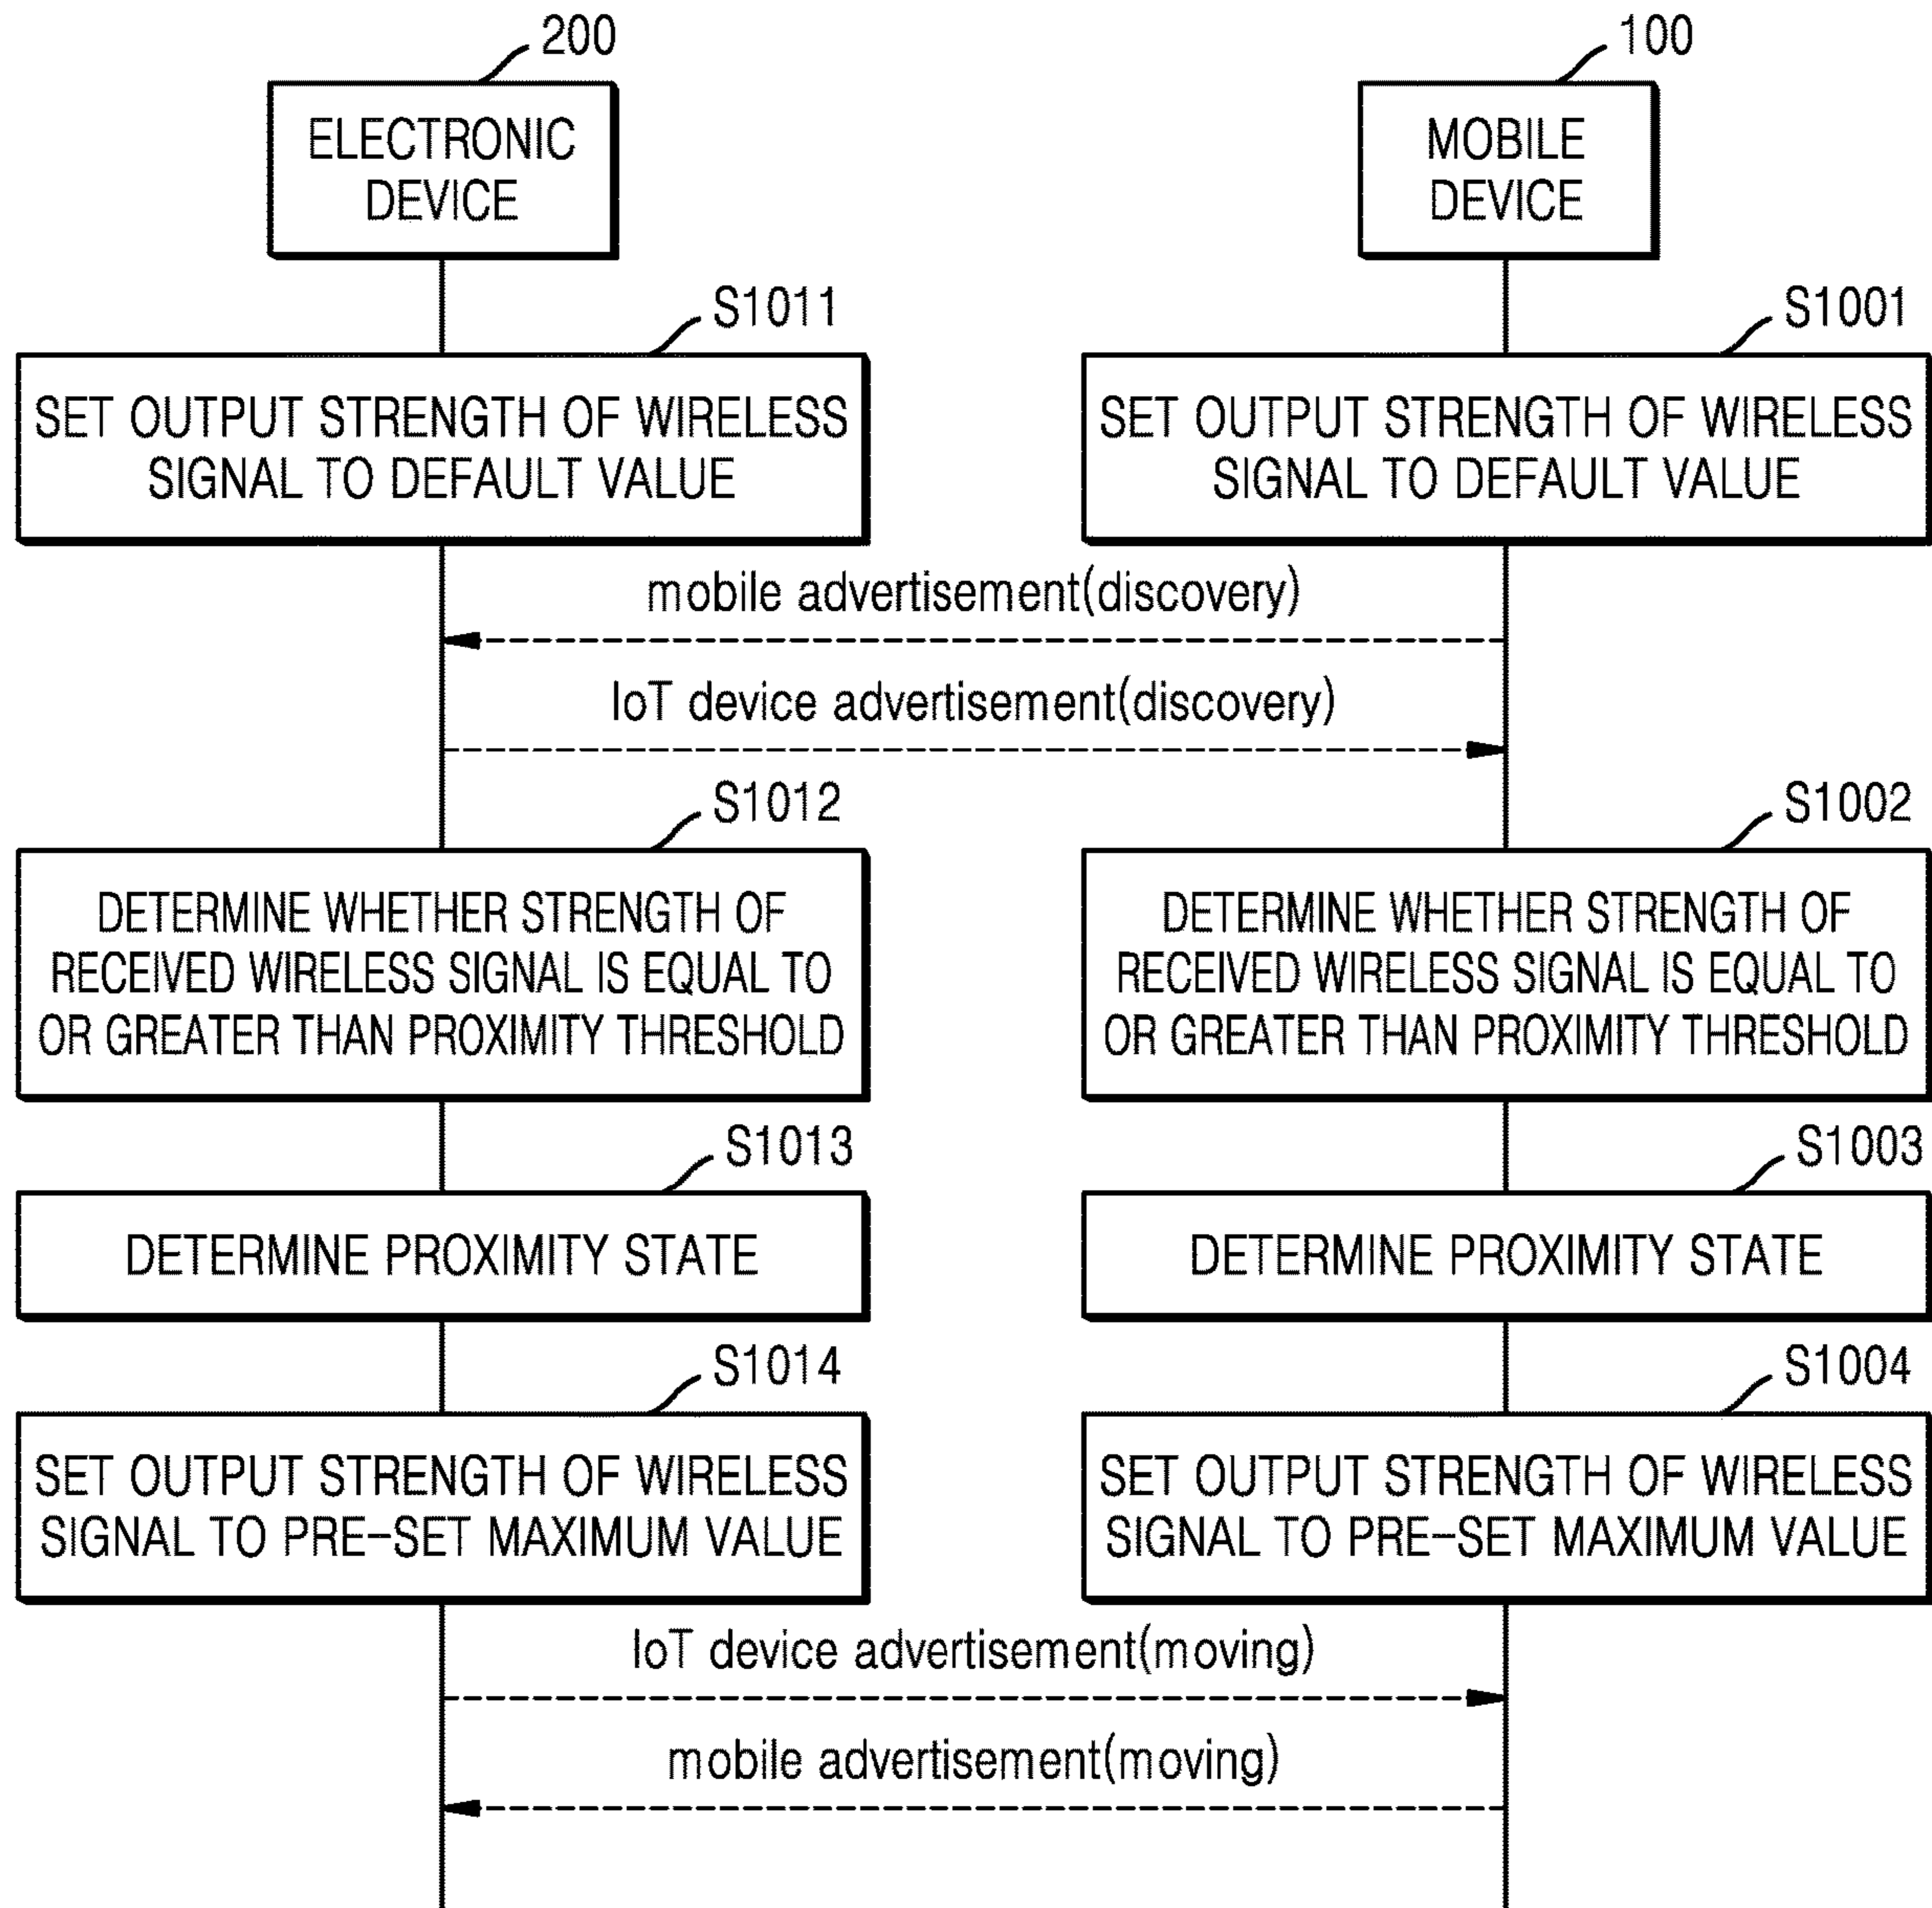 200
100
ELECTRONIC
DEVICE
MOBILE
DEVICE
S1011
S1001
SET OUTPUT STRENGTH OF WIRELESS
SIGNAL TO DEFAULT VALUE
SET OUTPUT STRENGTH OF WIRELESS
SIGNAL TO DEFAULT VALUE
mobile advertisement(discovery)
IoT device advertisement(discovery)
S1012
S1002
DETERMINE WHETHER STRENGTH OF
RECEIVED WIRELESS SIGNAL IS EQUAL TO
OR GREATER THAN PROXIMITY THRESHOLD
DETERMINE WHETHER STRENGTH OF
RECEIVED WIRELESS SIGNAL IS EQUAL TO
OR GREATER THAN PROXIMITY THRESHOLD
S1013
S1003
DETERMINE PROXIMITY STATE
DETERMINE PROXIMITY STATE
S1014
S1004
SET OUTPUT STRENGTH OF WIRELESS
SIGNAL TO PRE-SET MAXIMUM VALUE
SET OUTPUT STRENGTH OF WIRELESS
SIGNAL TO PRE-SET MAXIMUM VALUE
IoT device advertisement(moving)
mobile advertisement(moving)